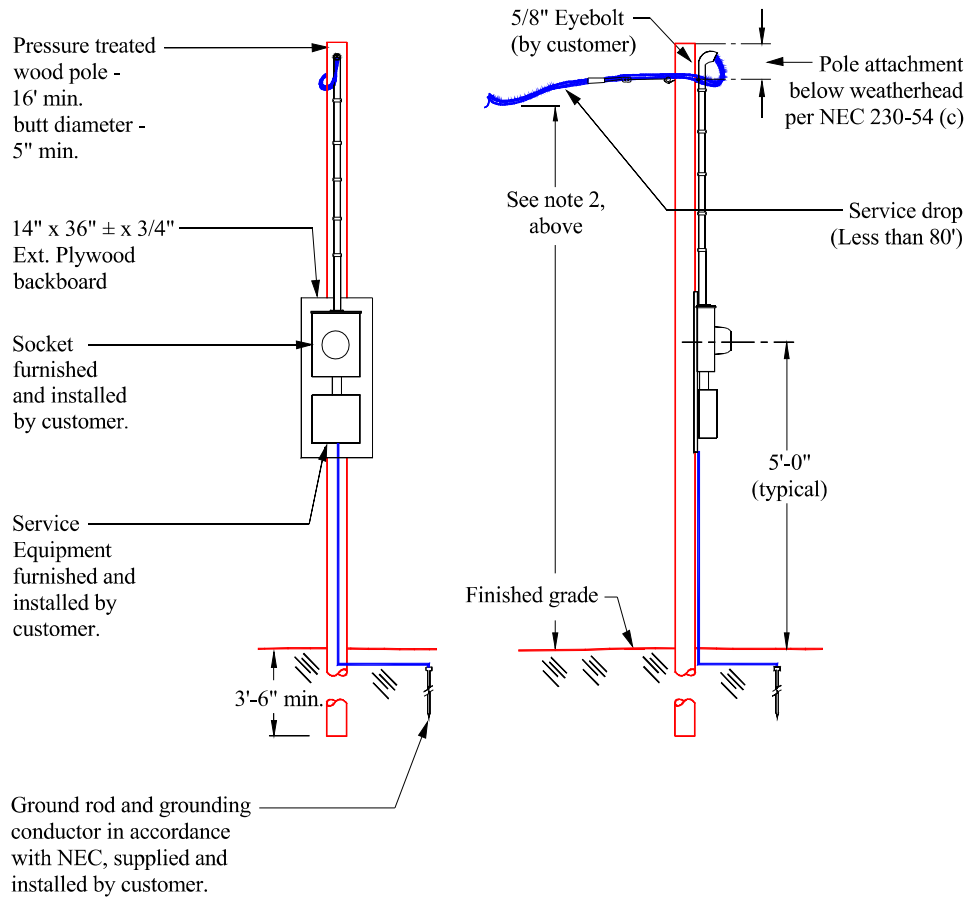 Pressure treated
wood pole -
16' min.
butt diameter -
5" min.
14" x 36" ± x 3/4"
Ext. Plywood
backboard
Socket
furnished
and installed
by customer.
Service
Equipment
furnished and
installed by
customer.
3'-6" min.
Ground rod and grounding
conductor in accordance
with NEC, supplied and
installed by customer.
5/8" Eyebolt
(by customer)
Pole attachment
below weatherhead
per NEC 230-54 (c)
See note 2,
above
Service drop
(Less than 80')
5'-0"
(typical)
Finished grade